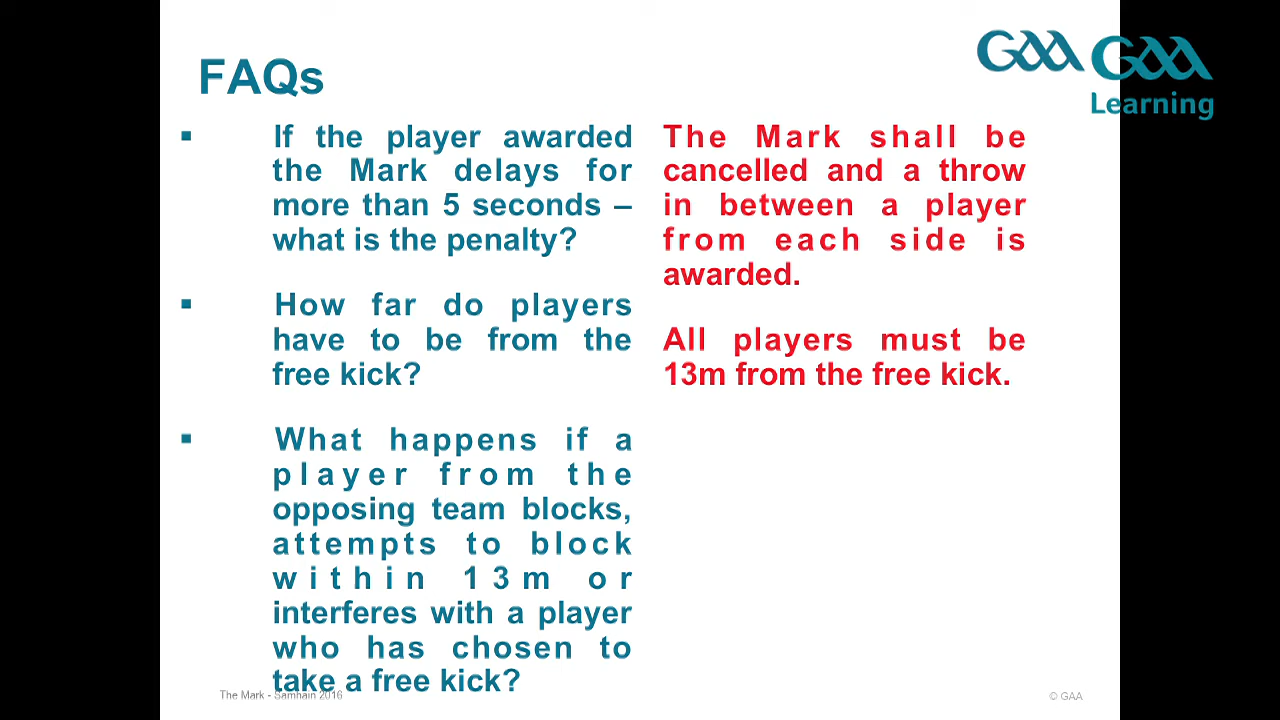 GAA
GAA
Learning
FAQs
▪ If the player awarded
the Mark delays for
more than 5 seconds –
what is the penalty?
The Mark shall be
cancelled and a throw
in between a player
from each side is
awarded.
▪ How far do players
have to be from the
free kick?
All players must be
13m from the free kick.
▪ What happens if a
player from the
opposing team blocks,
attempts to block
within 13m or
interferes with a player
who has chosen to
take a free kick?
The Mark - Samhain 2016
© GAA